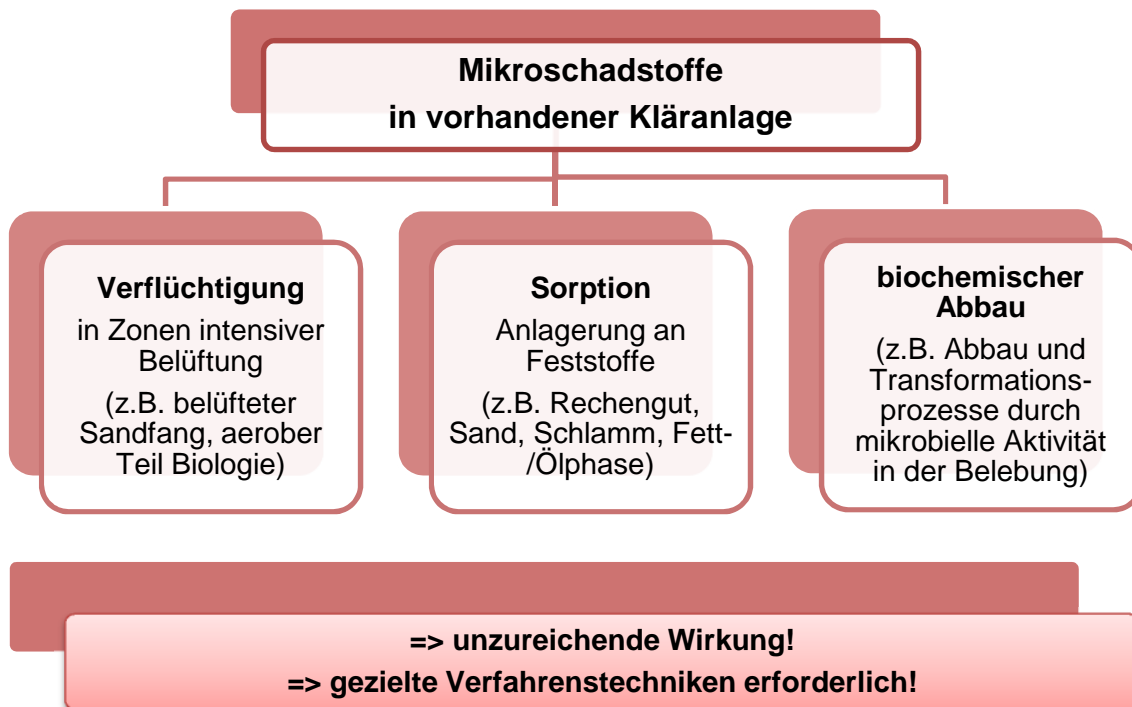 Mikroschadstoffe
in vorhandener Kläranlage
Verflüchtigung
in Zonen intensiver
Belüftung
(z.B. belüfteter
Sandfang, aerober
Teil Biologie)
Sorption
Anlagerung an
Feststoffe
(z.B. Rechengut,
Sand, Schlamm, Fett-
/Ölphase)
biochemischer
Abbau
(z.B. Abbau und
Transformations-
prozesse durch
mikrobielle Aktivität
in der Belebung)
=> unzureichende Wirkung!
=> gezielte Verfahrenstechniken erforderlich!